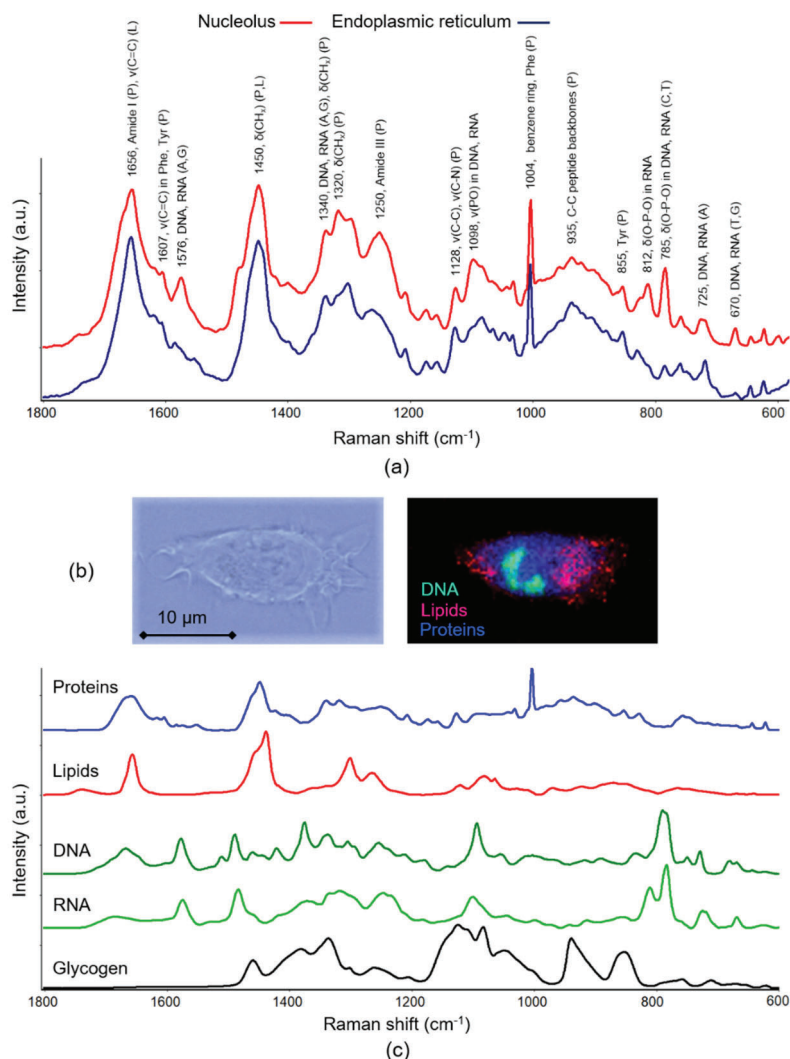 Nucleolus
Endoplasmic reticulum
1656, Amide I (P), ν(C=C) (L)
1607, ν(C=C) in Phe, Tyr (P)
1576, DNA, RNA (A,G)
1450, δ(CH₂) (P,L)
1340, DNA, RNA (A,G), δ(CHₓ) (P)
1320, δ(CHₓ) (P)
1250, Amide III (P)
1128, ν(C–C), ν(C-N) (P)
1098, ν(PO) in DNA, RNA
1004, benzene ring, Phe (P)
935, C-C peptide backbones (P)
855, Tyr (P)
812, δ(O-P-O) in RNA
785, δ(O-P-O) in DNA, RNA (C,T)
725, DNA, RNA (A)
670, DNA, RNA (T,G)
Intensity (a.u.)
1800 1600 1400 1200 1000 800 600
Raman shift (cm⁻¹)
(a)
(b)
10 µm
DNA
Lipids
Proteins
Intensity (a.u.)
Proteins
Lipids
DNA
RNA
Glycogen
1800 1600 1400 1200 1000 800 600
Raman shift (cm⁻¹)
(c)